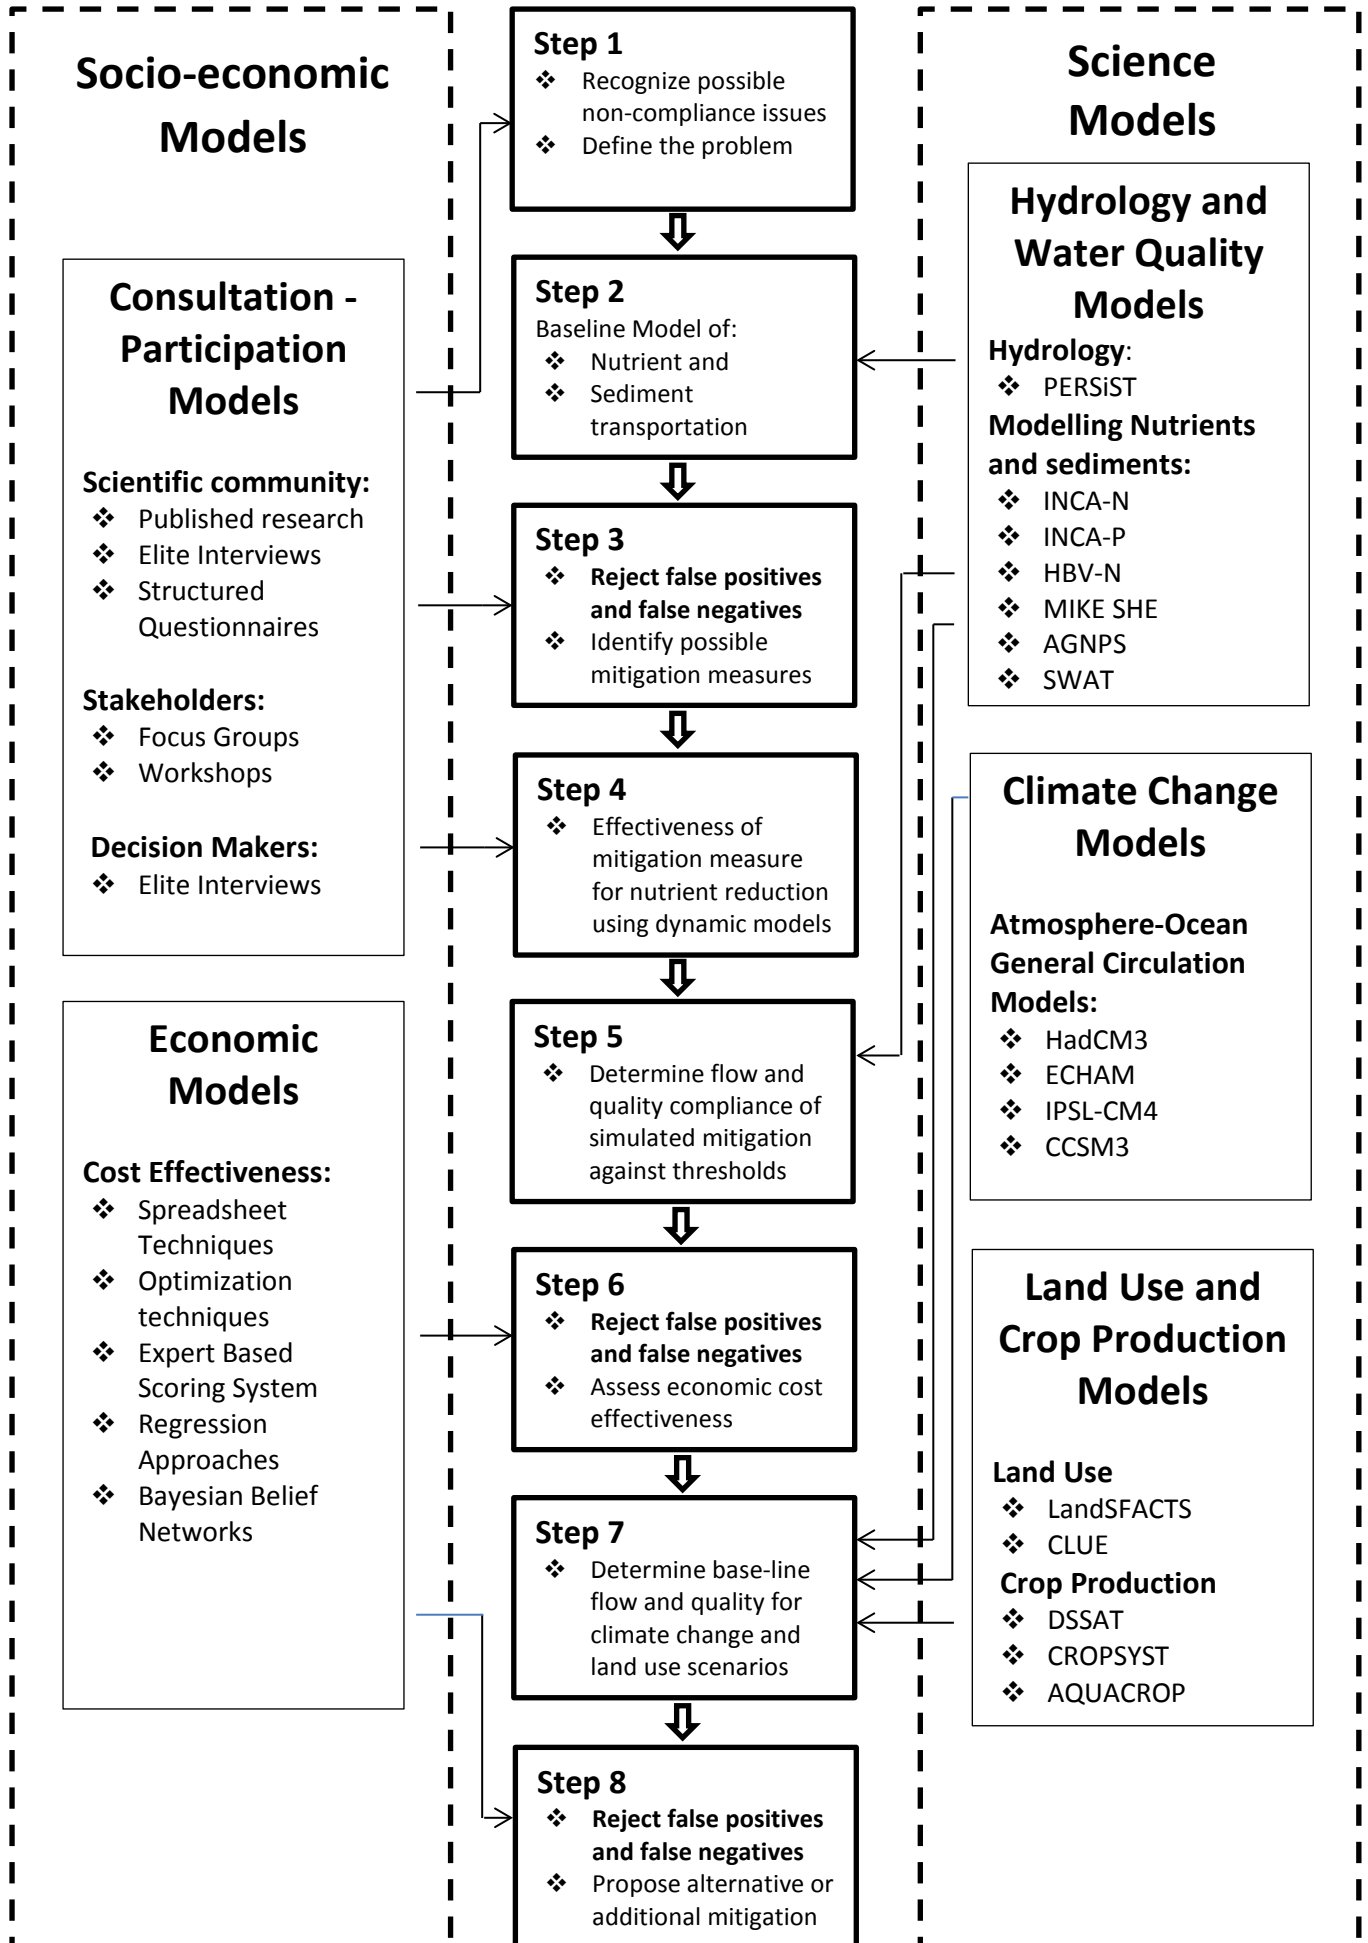 Socio-economic
Models
Consultation -
Participation
Models
Scientific community:
❖ Published research
❖ Elite Interviews
❖ Structured
Questionnaires
Stakeholders:
❖ Focus Groups
❖ Workshops
Decision Makers:
❖ Elite Interviews
Economic
Models
Cost Effectiveness:
❖ Spreadsheet
Techniques
❖ Optimization
techniques
❖ Expert Based
Scoring System
❖ Regression
Approaches
❖ Bayesian Belief
Networks
Step 1
❖ Recognize possible
non-compliance issues
❖ Define the problem
Step 2
Baseline Model of:
❖ Nutrient and
❖ Sediment
transportation
Step 3
❖ Reject false positives
and false negatives
❖ Identify possible
mitigation measures
Step 4
❖ Effectiveness of
mitigation measure
for nutrient reduction
using dynamic models
Step 5
❖ Determine flow and
quality compliance of
simulated mitigation
against thresholds
Step 6
❖ Reject false positives
and false negatives
❖ Assess economic cost
effectiveness
Step 7
❖ Determine base-line
flow and quality for
climate change and
land use scenarios
Step 8
❖ Reject false positives
and false negatives
❖ Propose alternative or
additional mitigation
Science
Models
Hydrology and
Water Quality
Models
Hydrology:
❖ PERSiST
Modelling Nutrients
and sediments:
❖ INCA-N
❖ INCA-P
❖ HBV-N
❖ MIKE SHE
❖ AGNPS
❖ SWAT
Climate Change
Models
Atmosphere-Ocean
General Circulation
Models:
❖ HadCM3
❖ ECHAM
❖ IPSL-CM4
❖ CCSM3
Land Use and
Crop Production
Models
Land Use
❖ LandSFACTS
❖ CLUE
Crop Production
❖ DSSAT
❖ CROPSYST
❖ AQUACROP